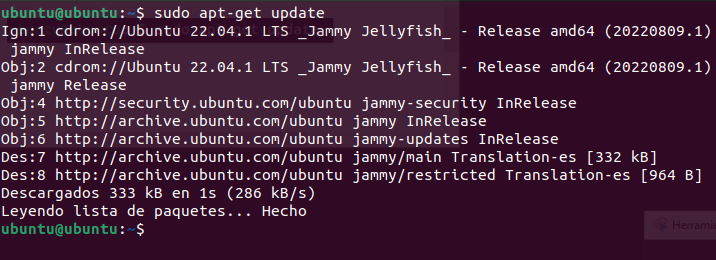 ubuntu@ubuntu:~$ sudo apt-get update
Ign:1 cdrom://Ubuntu 22.04.1 LTS _Jammy Jellyfish_ - Release amd64 (20220809.1)
 jammy InRelease
Obj:2 cdrom://Ubuntu 22.04.1 LTS _Jammy Jellyfish_ - Release amd64 (20220809.1)
 jammy Release
Obj:4 http://security.ubuntu.com/ubuntu jammy-security InRelease
Obj:5 http://archive.ubuntu.com/ubuntu jammy InRelease
Obj:6 http://archive.ubuntu.com/ubuntu jammy-updates InRelease
Des:7 http://archive.ubuntu.com/ubuntu jammy/main Translation-es [332 kB]
Des:8 http://archive.ubuntu.com/ubuntu jammy/restricted Translation-es [964 B]
Descargados 333 kB en 1s (286 kB/s)
Leyendo lista de paquetes... Hecho
ubuntu@ubuntu:~$